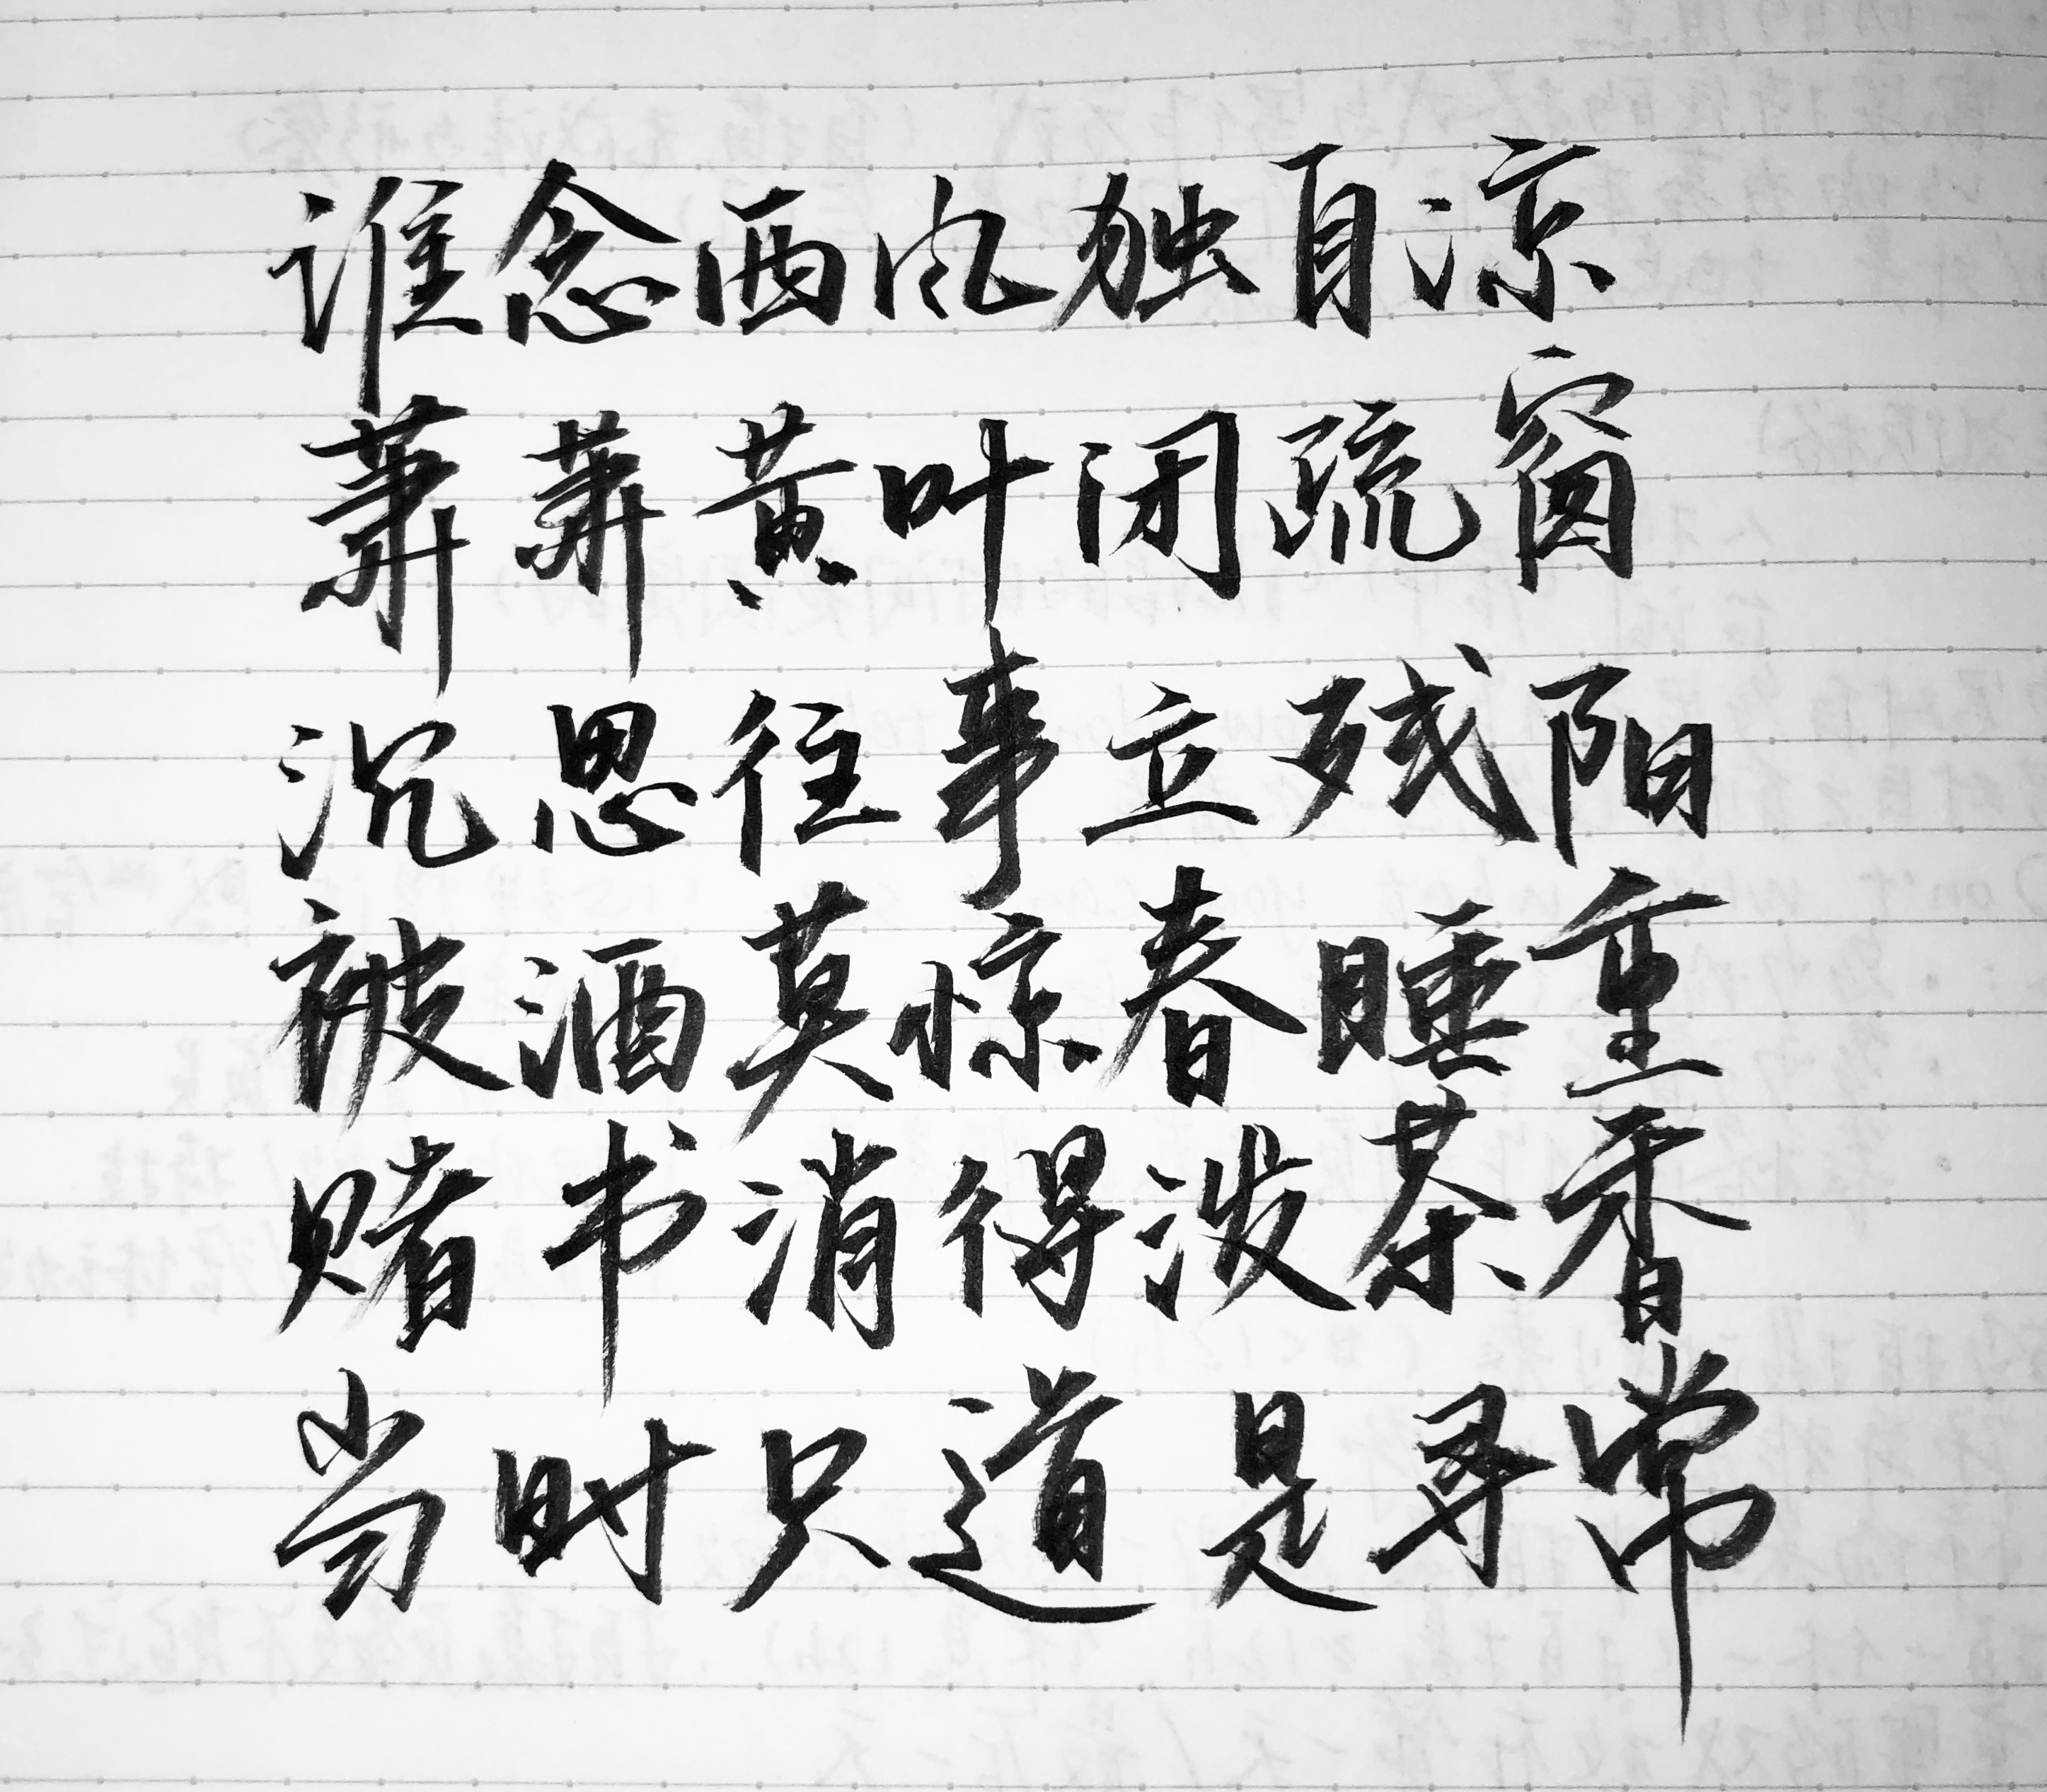 谁念西风独自凉
萧萧黄叶闭疏窗
沉思往事立残阳
被酒莫惊春睡重
赌书消得泼茶香
当时只道是寻常